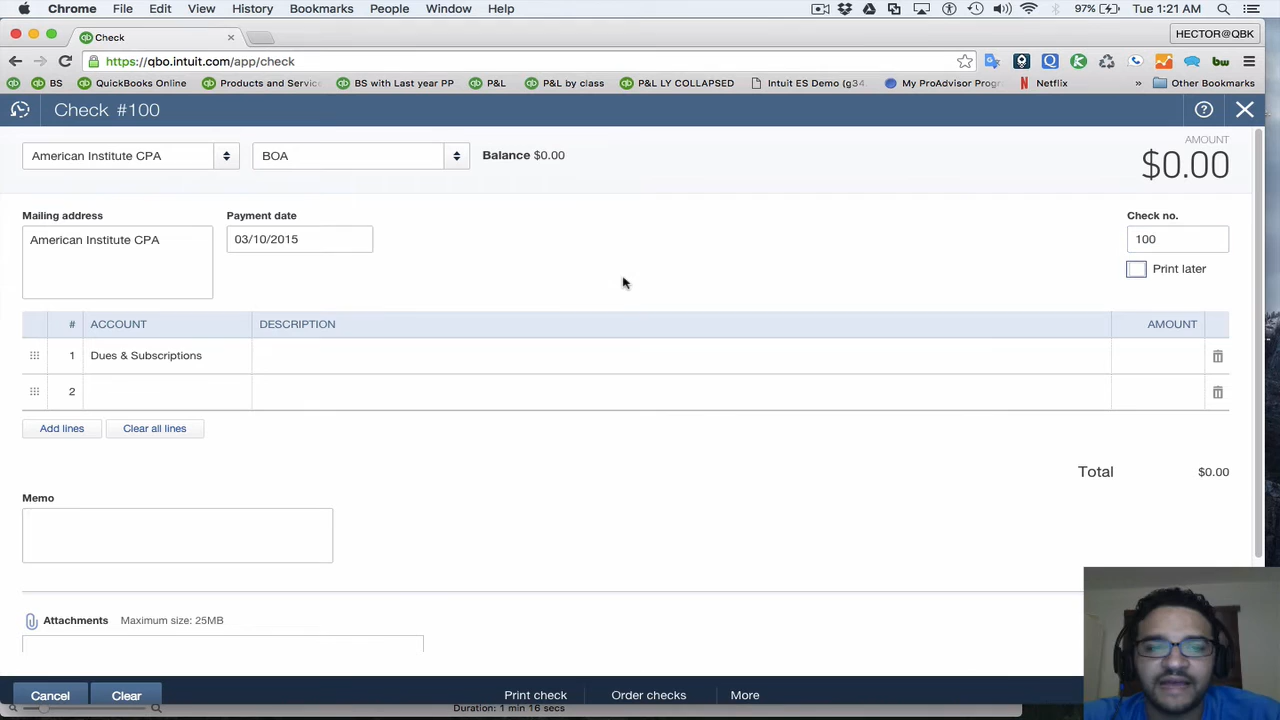 Chrome File Edit View History Bookmarks People Window Help 97% Tue 1:21 AM
Check HECTOR@QBK
https://qbo.intuit.com/app/check
BS QuickBooks Online Products and Servic BS with Last year PP P&L P&L by class P&L LY COLLAPSED Intuit ES Demo (g34 My ProAdvisor Progr Netflix » Other Bookmarks
Check #100
AMOUNT
American Institute CPA BOA Balance $0.00 $0.00
Mailing address Payment date Check no.
American Institute CPA 03/10/2015 100
Print later
# ACCOUNT DESCRIPTION AMOUNT
1 Dues & Subscriptions
2
Add lines Clear all lines
Total $0.00
Memo
Attachments Maximum size: 25MB
Cancel Clear Print check Order checks More
Duration: 1 min 16 secs